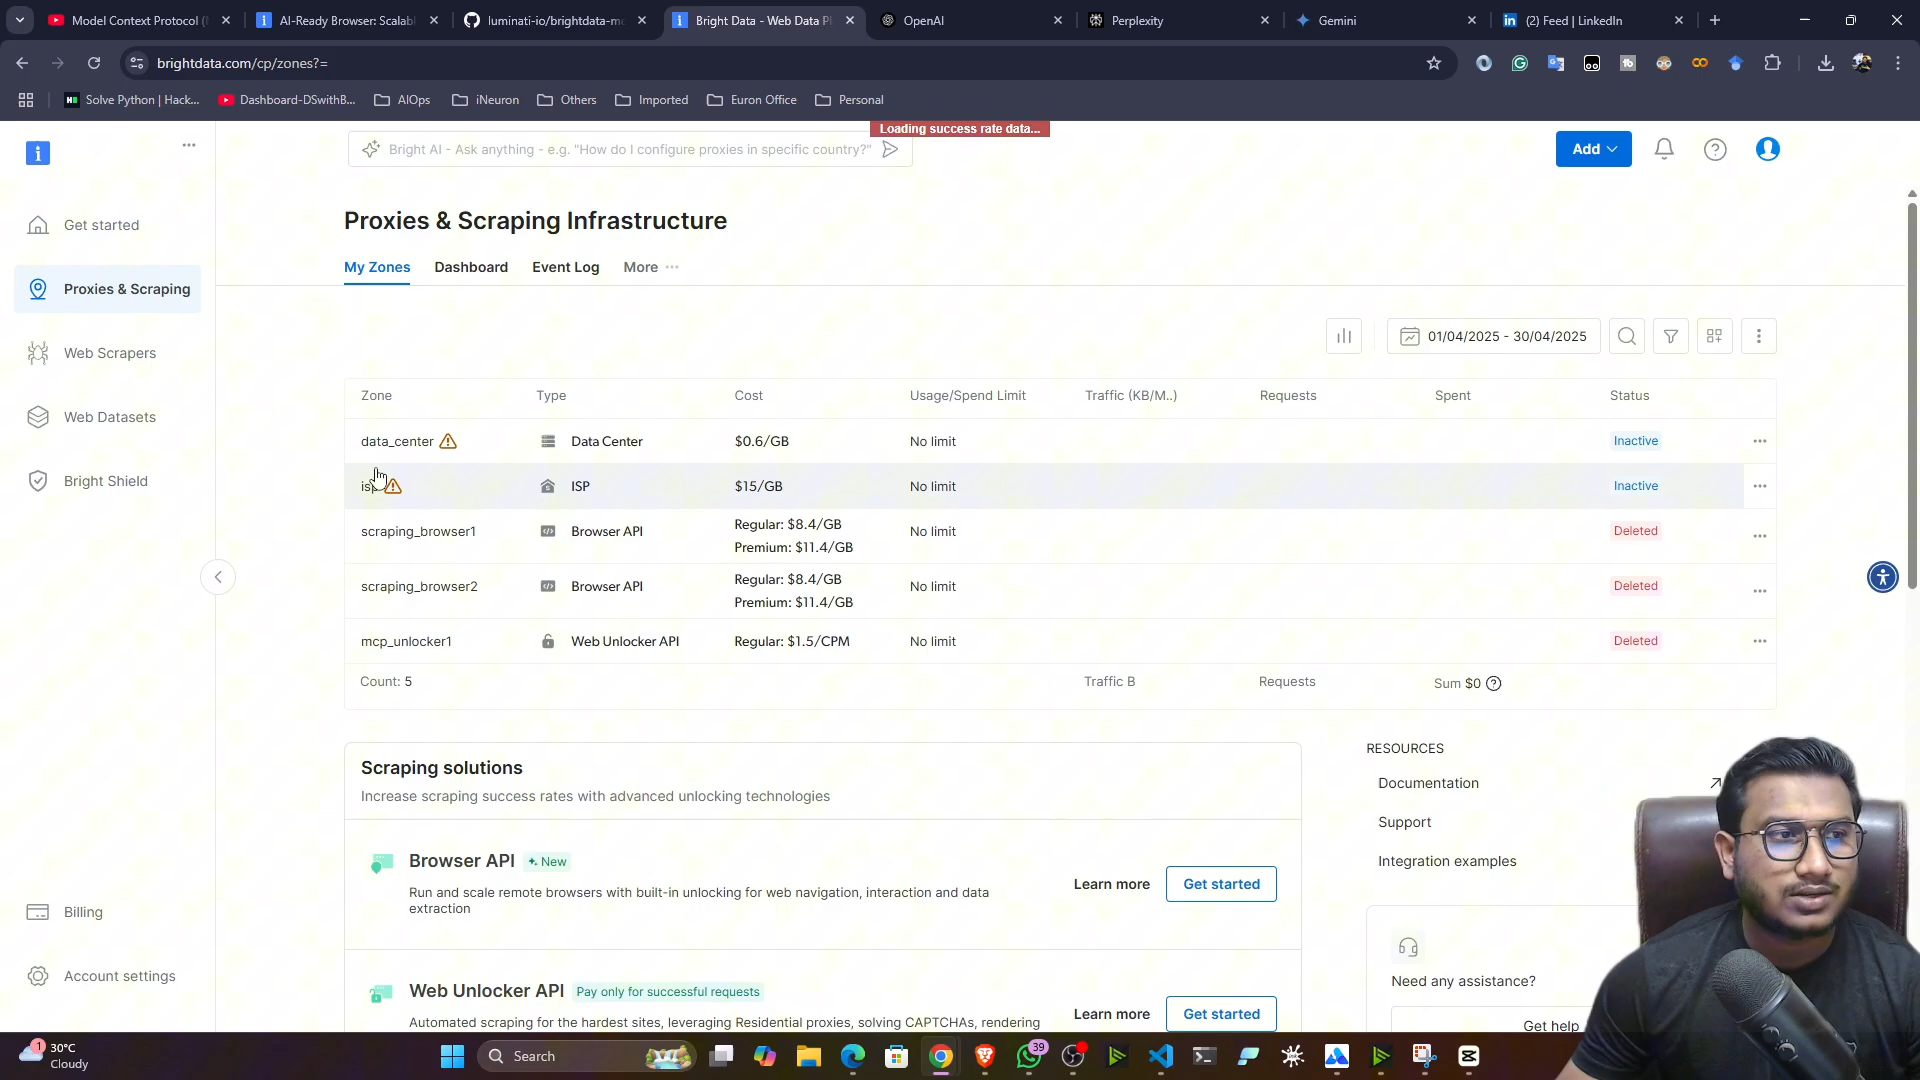 Model Context Protocol (
AI-Ready Browser: Scalab
luminati-io/brightdata-m
Bright Data - Web Data Pl
OpenAI
Perplexity
Gemini
(2) Feed | LinkedIn
brightdata.com/cp/zones?=
Solve Python | Hack...
Dashboard-DSwithB...
AIOps
iNeuron
Others
Imported
Euron Office
Personal
Loading success rate data...
Bright AI - Ask anything - e.g. "How do I configure proxies in specific country?"
Add
Get started
Proxies & Scraping
Web Scrapers
Web Datasets
Bright Shield
Billing
Account settings
Proxies & Scraping Infrastructure
My Zones Dashboard Event Log More
01/04/2025 - 30/04/2025
Zone Type Cost Usage/Spend Limit Traffic (KB/M..) Requests Spent Status
data_center Data Center $0.6/GB No limit Inactive
ISP $15/GB No limit Inactive
scraping_browser1 Browser API Regular: $8.4/GB No limit Deleted
Premium: $11.4/GB
scraping_browser2 Browser API Regular: $8.4/GB No limit Deleted
Premium: $11.4/GB
mcp_unlocker1 Web Unlocker API Regular: $1.5/CPM No limit Deleted
Count: 5 Traffic B Requests Sum $0
Scraping solutions
Increase scraping success rates with advanced unlocking technologies
Browser API New
Run and scale remote browsers with built-in unlocking for web navigation, interaction and data
extraction
Learn more Get started
Web Unlocker API Pay only for successful requests
Automated scraping for the hardest sites, leveraging Residential proxies, solving CAPTCHAs, rendering
Learn more Get started
RESOURCES
Documentation
Support
Integration examples
Need any assistance?
Get help
1
30°C
Cloudy
Search
39